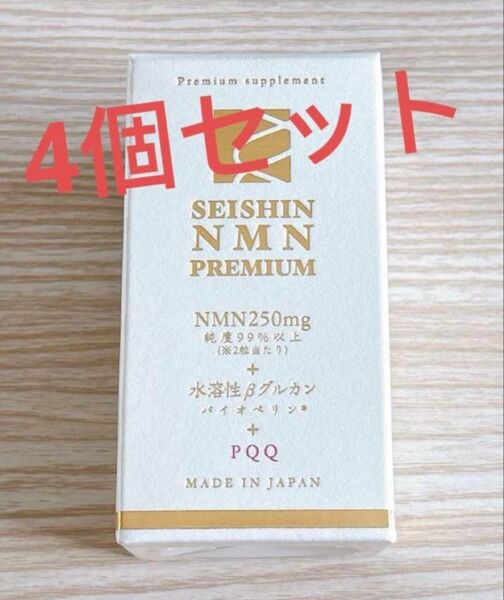 Premium supplement
4個セット
SEISHIN
NMN
PREMIUM
NMN250mg
純度99%以上
(※2粒当たり)
+
水溶性βグルカン
バイオペリン®
+
PQQ
MADE IN JAPAN